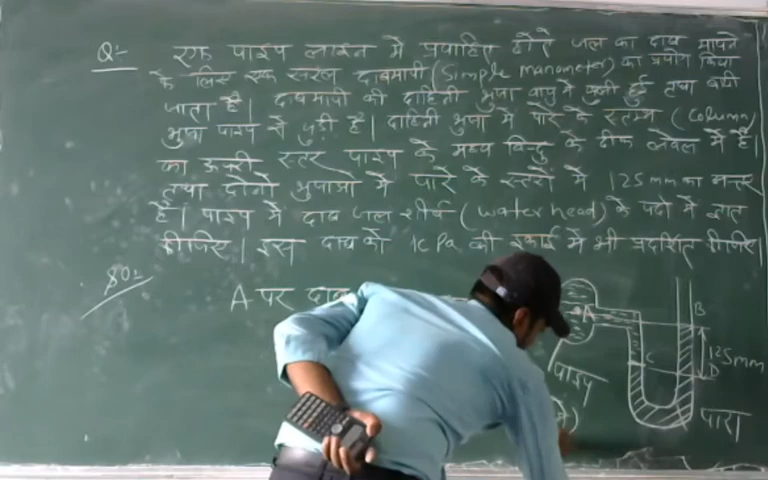 Q:- एक पाइप लाइन में प्रवाहित होते जल का दाब मापने
के लिए एक सरल दाबमापी (Simple manometer) का प्रयोग किया
जाता है। दाबमापी की दाहिनी भुजा वायु में खुली हुई तथा बायीं
भुजा पाइप से जुड़ी है। दाहिनी भुजा में पारे के स्तम्भ (Column)
का ऊपरी स्तर पाइप के मध्य बिन्दु के ठीक लेवल में है।
तथा दोनों भुजाओं में पारे के स्तरों में 125 mm का अन्तर
है। पाइप में दाब जल शीर्ष (water head) के पदों में ज्ञात
कीजिए। इस दाब को kPa की इकाई में भी प्रदर्शित कीजिए।
A पर दाब
A
B
C
D
125mm
पाइप
पारा